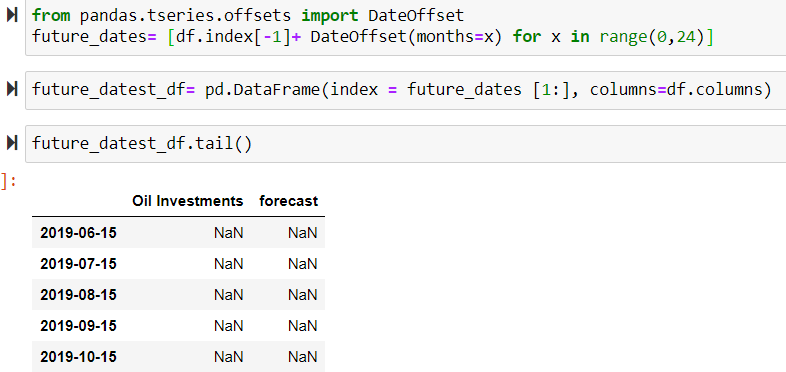 from pandas.tseries.offsets import DateOffset
future_dates= [df.index[-1]+ DateOffset(months=x) for x in range(0,24)]
future_datest_df= pd.DataFrame(index = future_dates [1:], columns=df.columns)
future_datest_df.tail()
]:
Oil Investments forecast
2019-06-15 NaN NaN
2019-07-15 NaN NaN
2019-08-15 NaN NaN
2019-09-15 NaN NaN
2019-10-15 NaN NaN